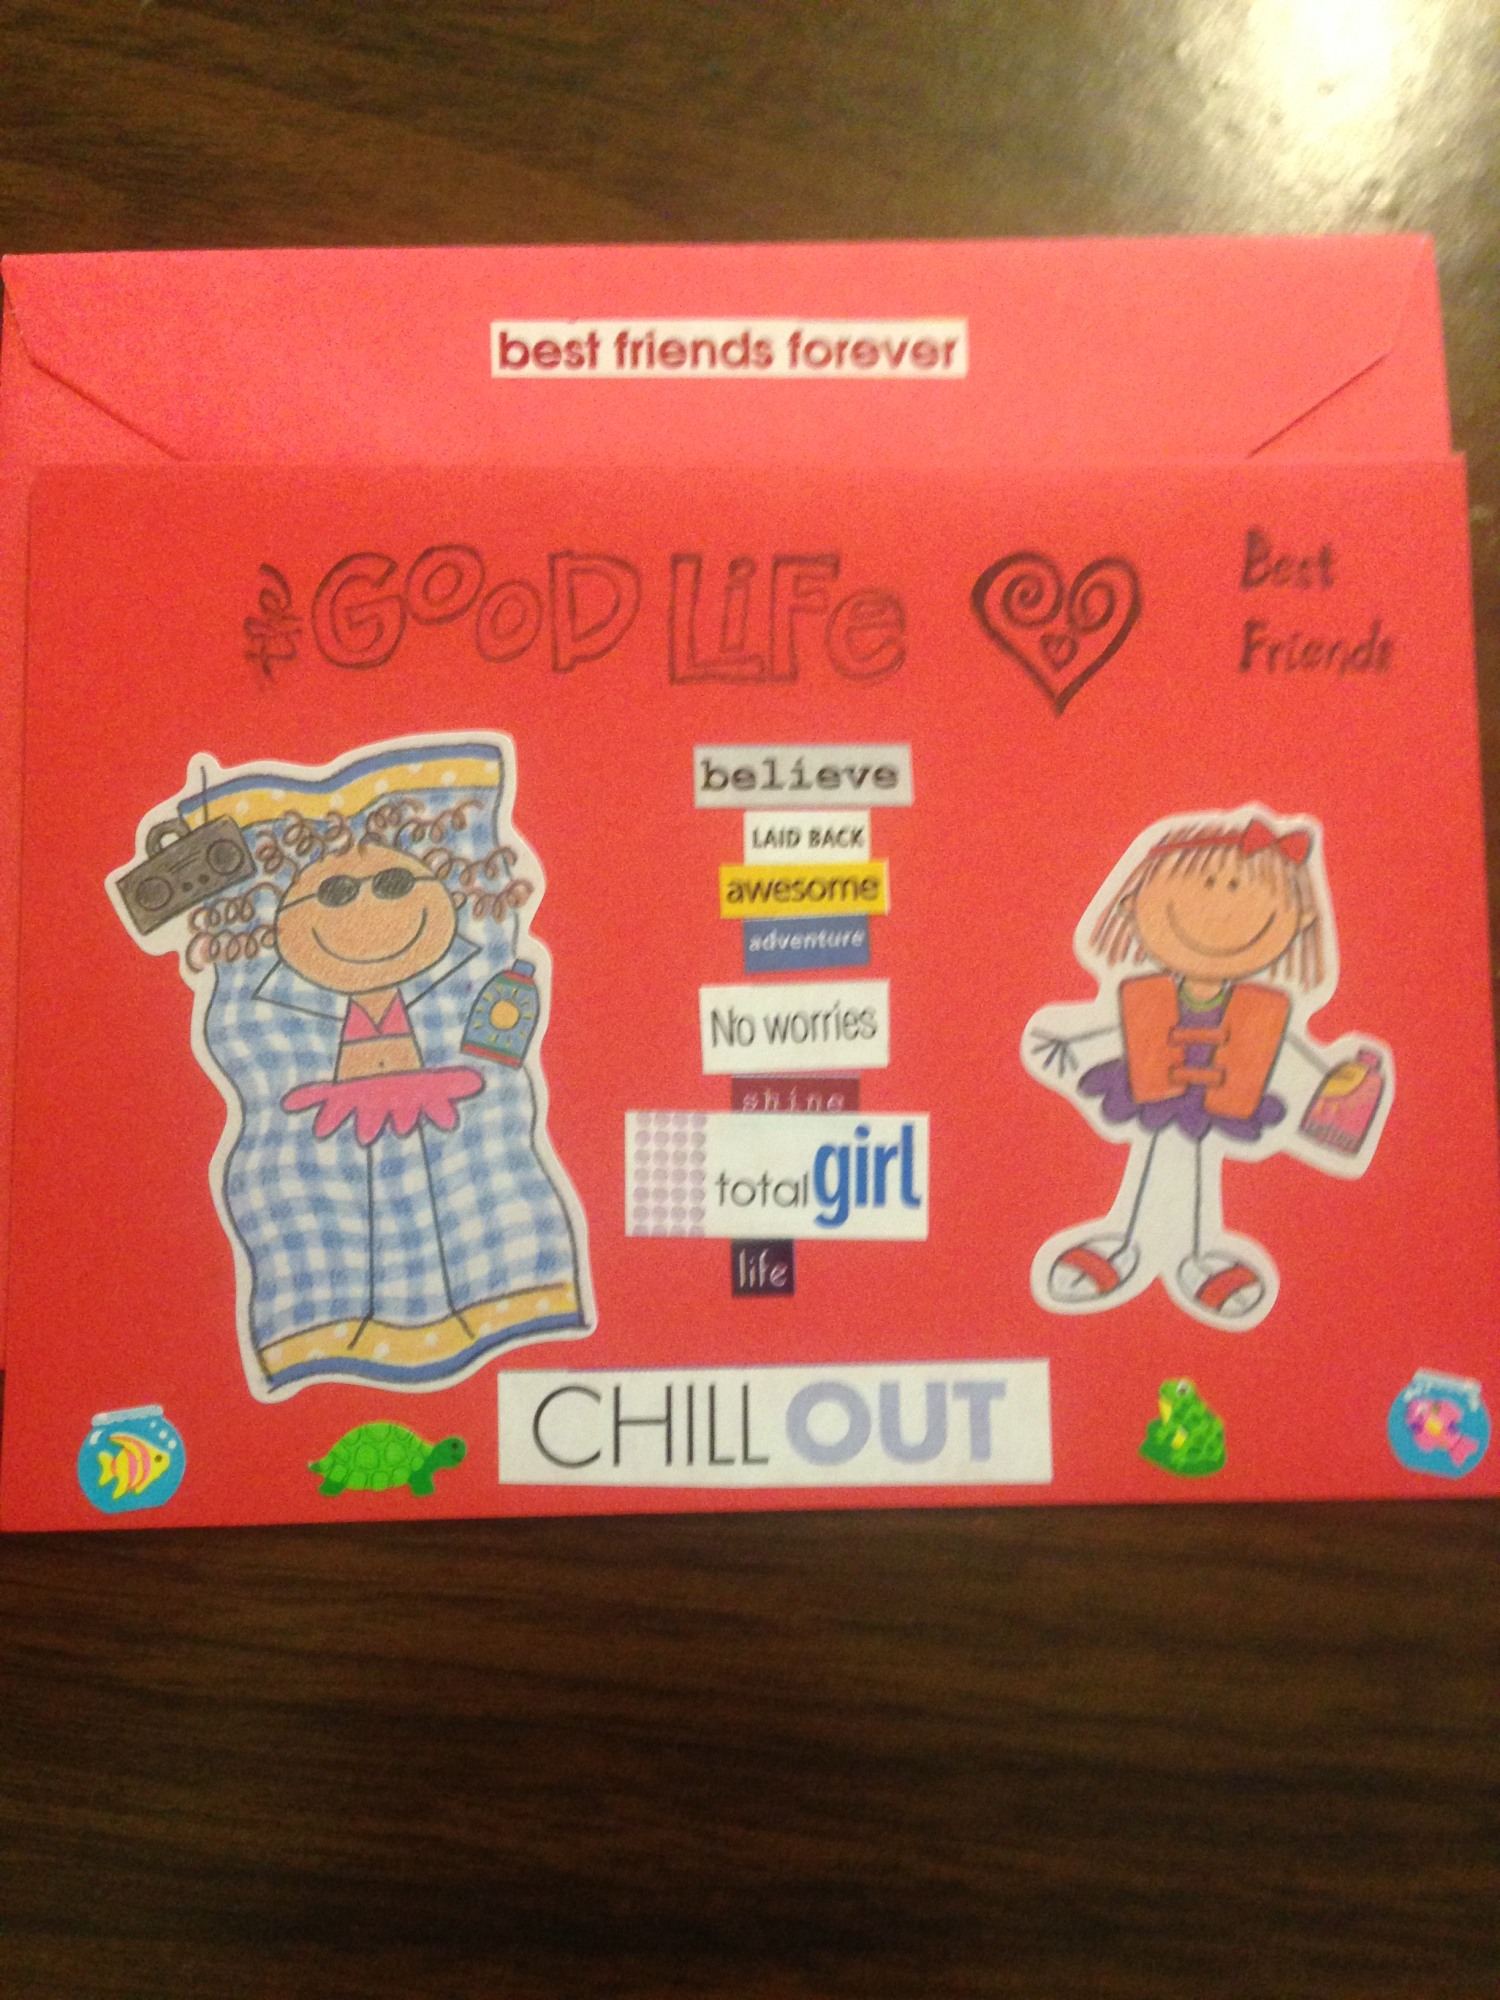 best friends forever
the GOOD LiFe
Best
Friends
believe
LAID BACK
awesome
adventure
No worries
shine
total girl
life
CHILL OUT